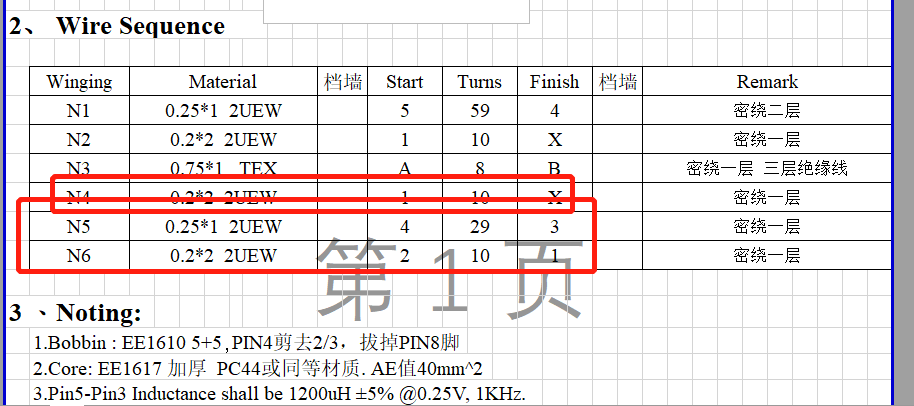 2、 Wire Sequence
Winging Material 档墙 Start Turns Finish 档墙 Remark
N1 0.25*1 2UEW 5 59 4 密绕二层
N2 0.2*2 2UEW 1 10 X 密绕一层
N3 0.75*1 TEX A 8 B 密绕一层 三层绝缘线
N4 0.2*2 2UEW 1 10 X 密绕一层
N5 0.25*1 2UEW 4 29 3 密绕一层
N6 0.2*2 2UEW 2 10 1 密绕一层
第 1 页
3 、Noting:
1.Bobbin : EE1610 5+5 ,PIN4剪去2/3，拔掉PIN8脚
2.Core: EE1617 加厚 PC44或同等材质. AE值40mm^2
3.Pin5-Pin3 Inductance shall be 1200uH ±5% @0.25V, 1KHz.